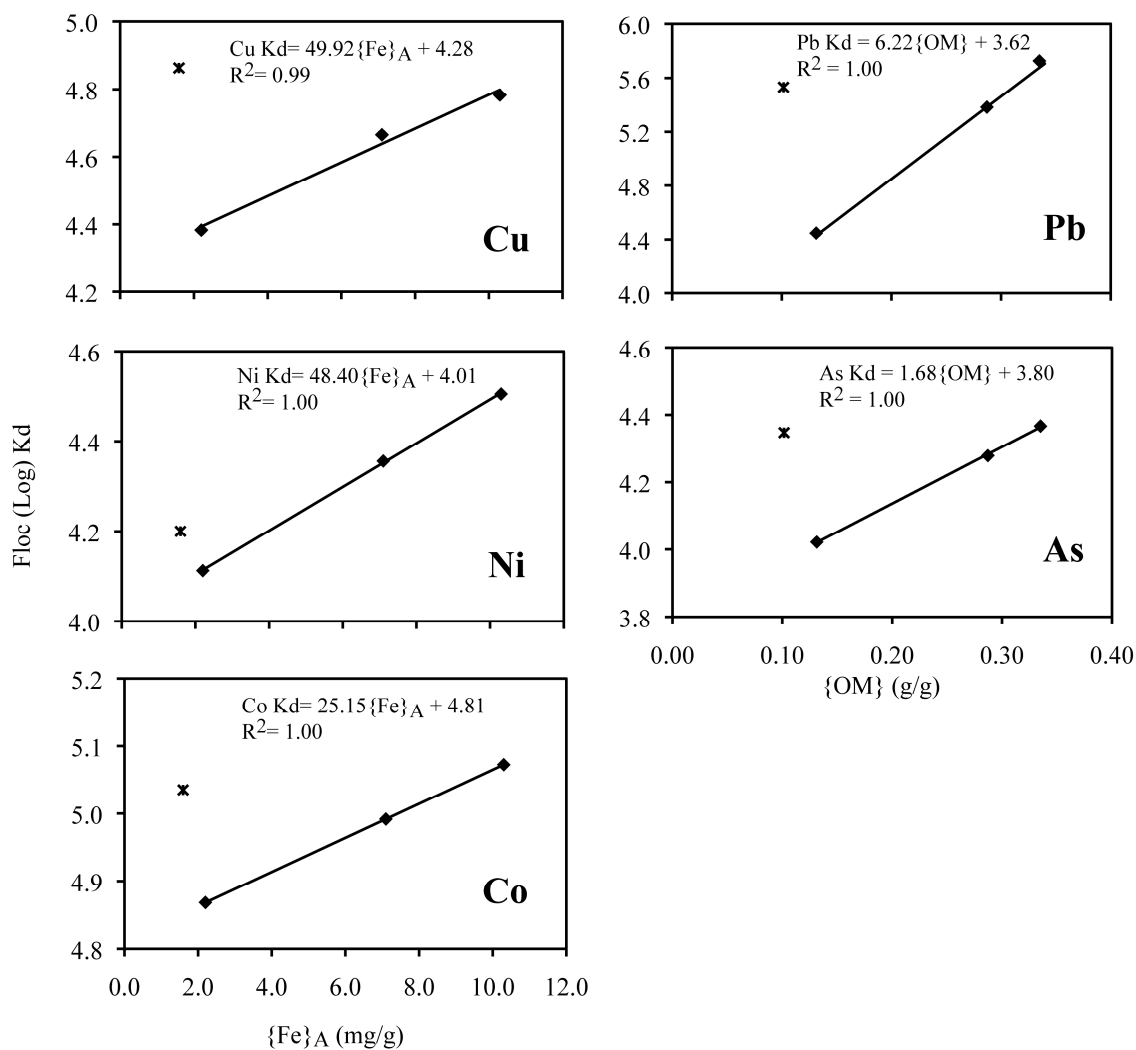 Floc (Log) Kd
5.0
4.8
4.6
4.4
4.2
Cu Kd= 49.92{Fe}A + 4.28
R2= 0.99
Cu
6.0
5.6
5.2
4.8
4.4
4.0
Pb Kd = 6.22{OM} + 3.62
R2 = 1.00
Pb
4.6
4.4
4.2
4.0
Ni Kd= 48.40{Fe}A + 4.01
R2= 1.00
Ni
4.6
4.4
4.2
4.0
3.8
As Kd = 1.68{OM} + 3.80
R2 = 1.00
As
0.00 0.10 0.20 0.30 0.40
{OM} (g/g)
5.2
5.1
5.0
4.9
4.8
Co Kd= 25.15{Fe}A + 4.81
R2= 1.00
Co
0.0 2.0 4.0 6.0 8.0 10.0 12.0
{Fe}A (mg/g)